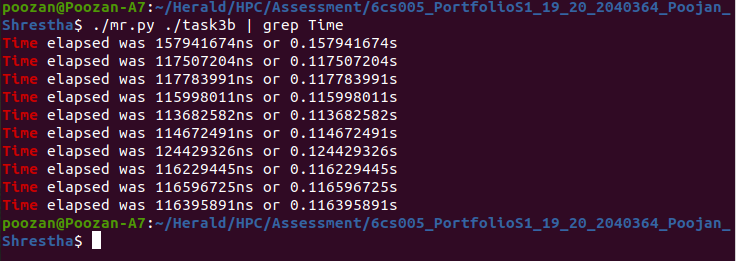 poozan@Poozan-A7:~/Herald/HPC/Assessment/6cs005_PortfolioS1_19_20_2040364_Poojan_
Shrestha$ ./mr.py ./task3b | grep Time
Time elapsed was 157941674ns or 0.157941674s
Time elapsed was 117507204ns or 0.117507204s
Time elapsed was 117783991ns or 0.117783991s
Time elapsed was 115998011ns or 0.115998011s
Time elapsed was 113682582ns or 0.113682582s
Time elapsed was 114672491ns or 0.114672491s
Time elapsed was 124429326ns or 0.124429326s
Time elapsed was 116229445ns or 0.116229445s
Time elapsed was 116596725ns or 0.116596725s
Time elapsed was 116395891ns or 0.116395891s
poozan@Poozan-A7:~/Herald/HPC/Assessment/6cs005_PortfolioS1_19_20_2040364_Poojan_
Shrestha$